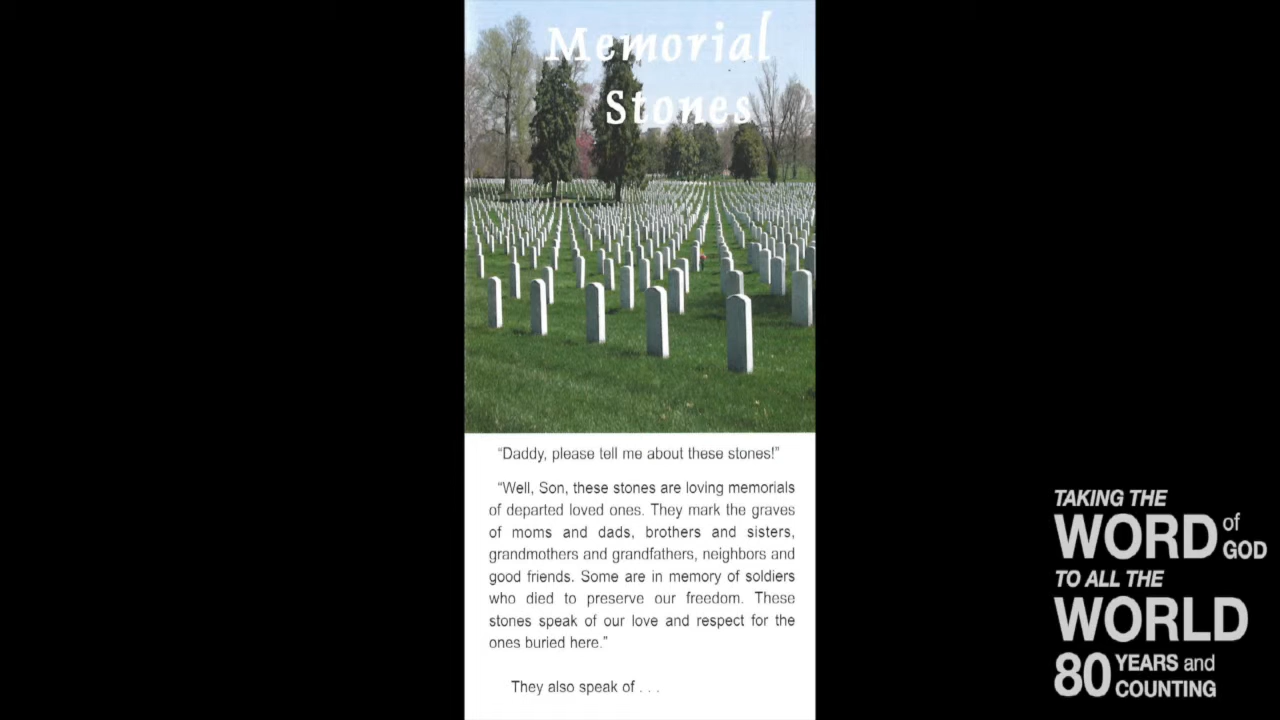 Memorial
Stones
“Daddy, please tell me about these stones!”
“Well, Son, these stones are loving memorials
of departed loved ones. They mark the graves
of moms and dads, brothers and sisters,
grandmothers and grandfathers, neighbors and
good friends. Some are in memory of soldiers
who died to preserve our freedom. These
stones speak of our love and respect for the
ones buried here.”
They also speak of . . .
TAKING THE
WORD of GOD
TO ALL THE
WORLD
80 YEARS and
COUNTING